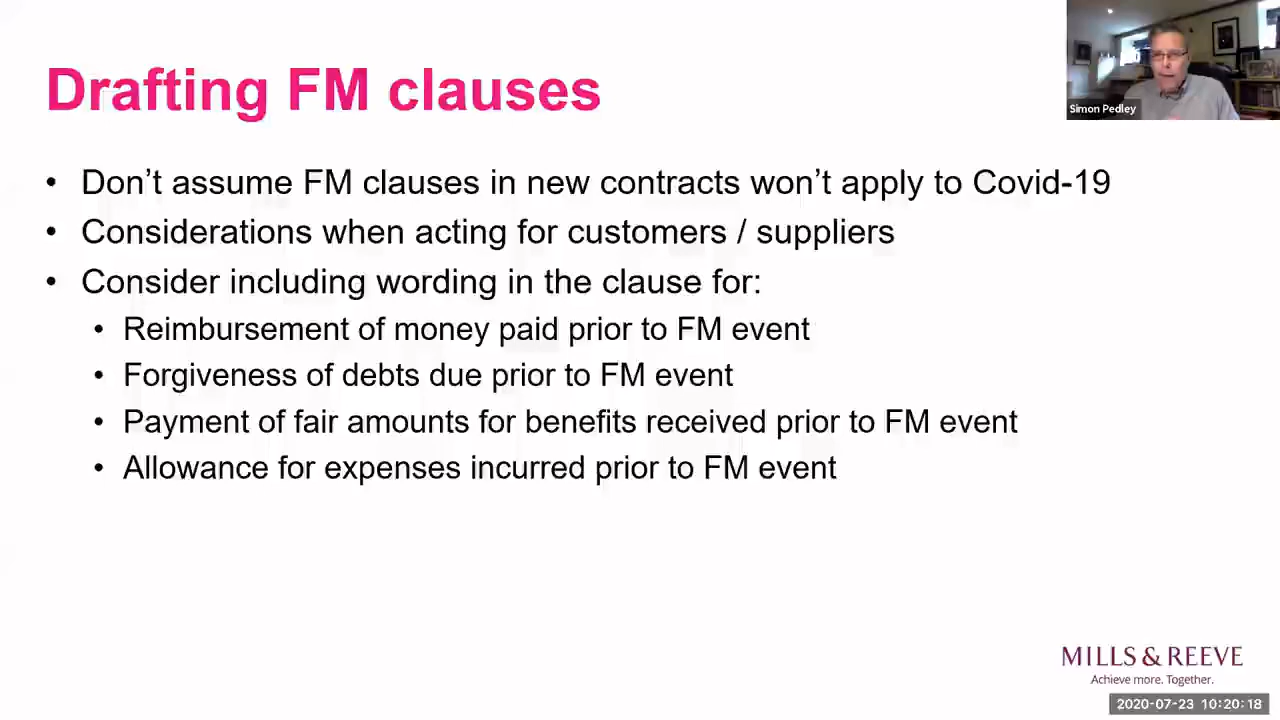 Drafting FM clauses
Simon Pedley
• Don’t assume FM clauses in new contracts won’t apply to Covid-19
• Considerations when acting for customers / suppliers
• Consider including wording in the clause for:
• Reimbursement of money paid prior to FM event
• Forgiveness of debts due prior to FM event
• Payment of fair amounts for benefits received prior to FM event
• Allowance for expenses incurred prior to FM event
MILLS & REEVE
Achieve more. Together.
2020-07-23 10:20:18